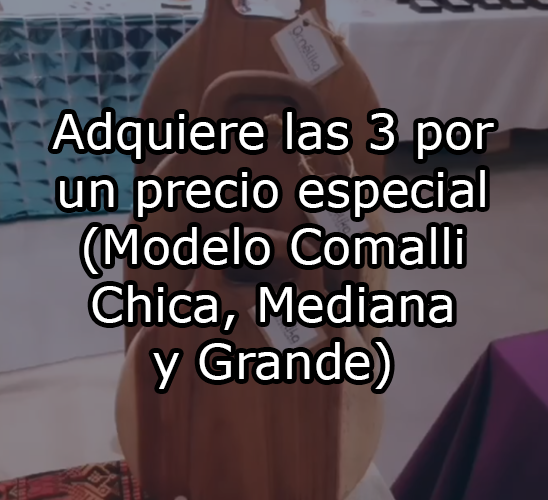 Adquiere las 3 por
un precio especial
(Modelo Comalli
Chica, Mediana
y Grande)